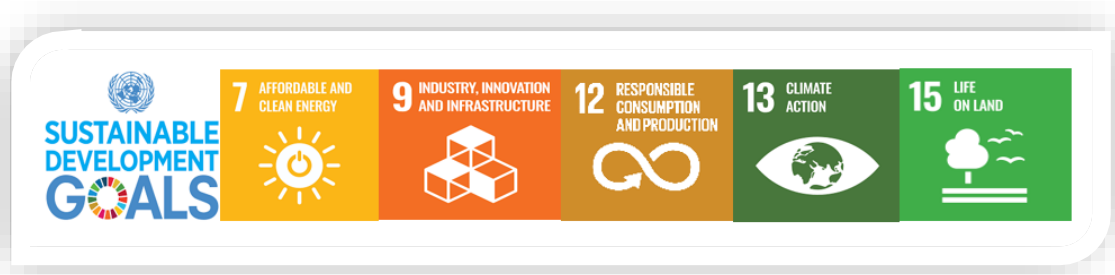 SUSTAINABLE
DEVELOPMENT
GOALS
7 AFFORDABLE AND
CLEAN ENERGY
9 INDUSTRY, INNOVATION
AND INFRASTRUCTURE
12 RESPONSIBLE
CONSUMPTION
AND PRODUCTION
13 CLIMATE
ACTION
15 LIFE
ON LAND